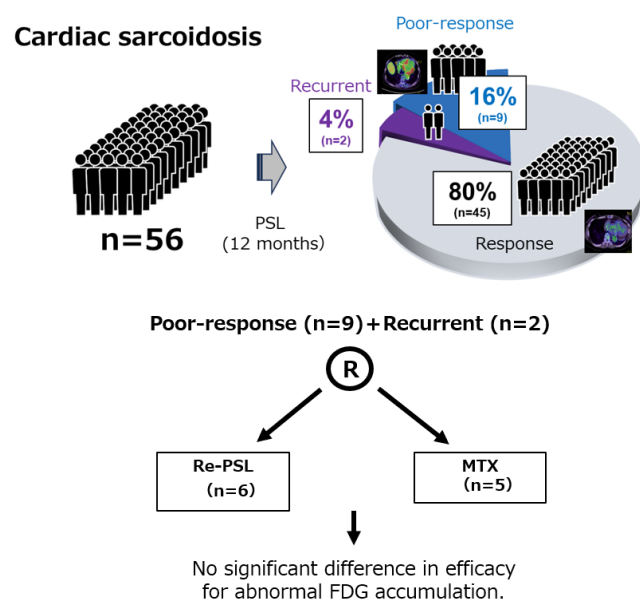 Cardiac sarcoidosis
n=56
PSL
(12 months)
Poor-response
16%
(n=9)
Recurrent
4%
(n=2)
80%
(n=45)
Response
Poor-response (n=9)+Recurrent (n=2)
R
Re-PSL
(n=6)
MTX
(n=5)
No significant difference in efficacy
for abnormal FDG accumulation.